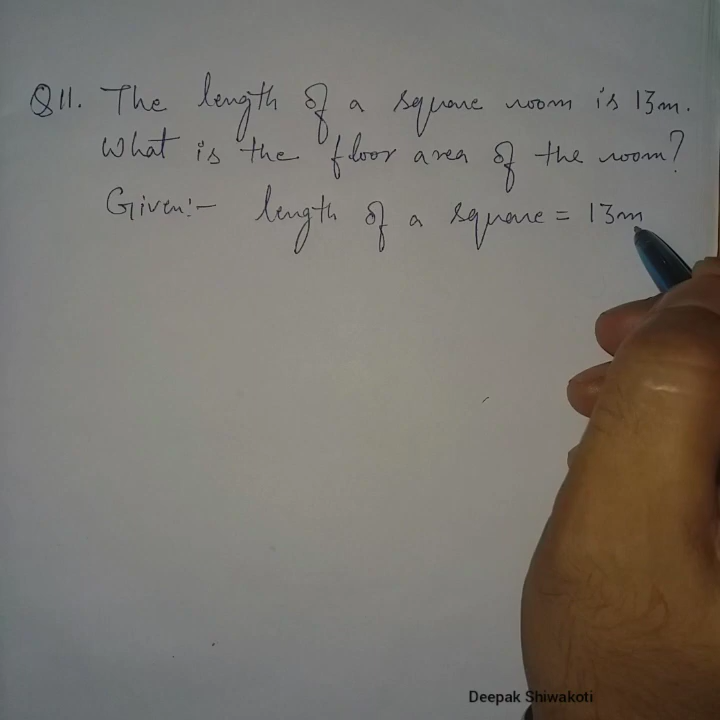 Q11. The length of a square room is 13m.
What is the floor area of the room?
Given:- length of a square = 13m
Deepak Shiwakoti